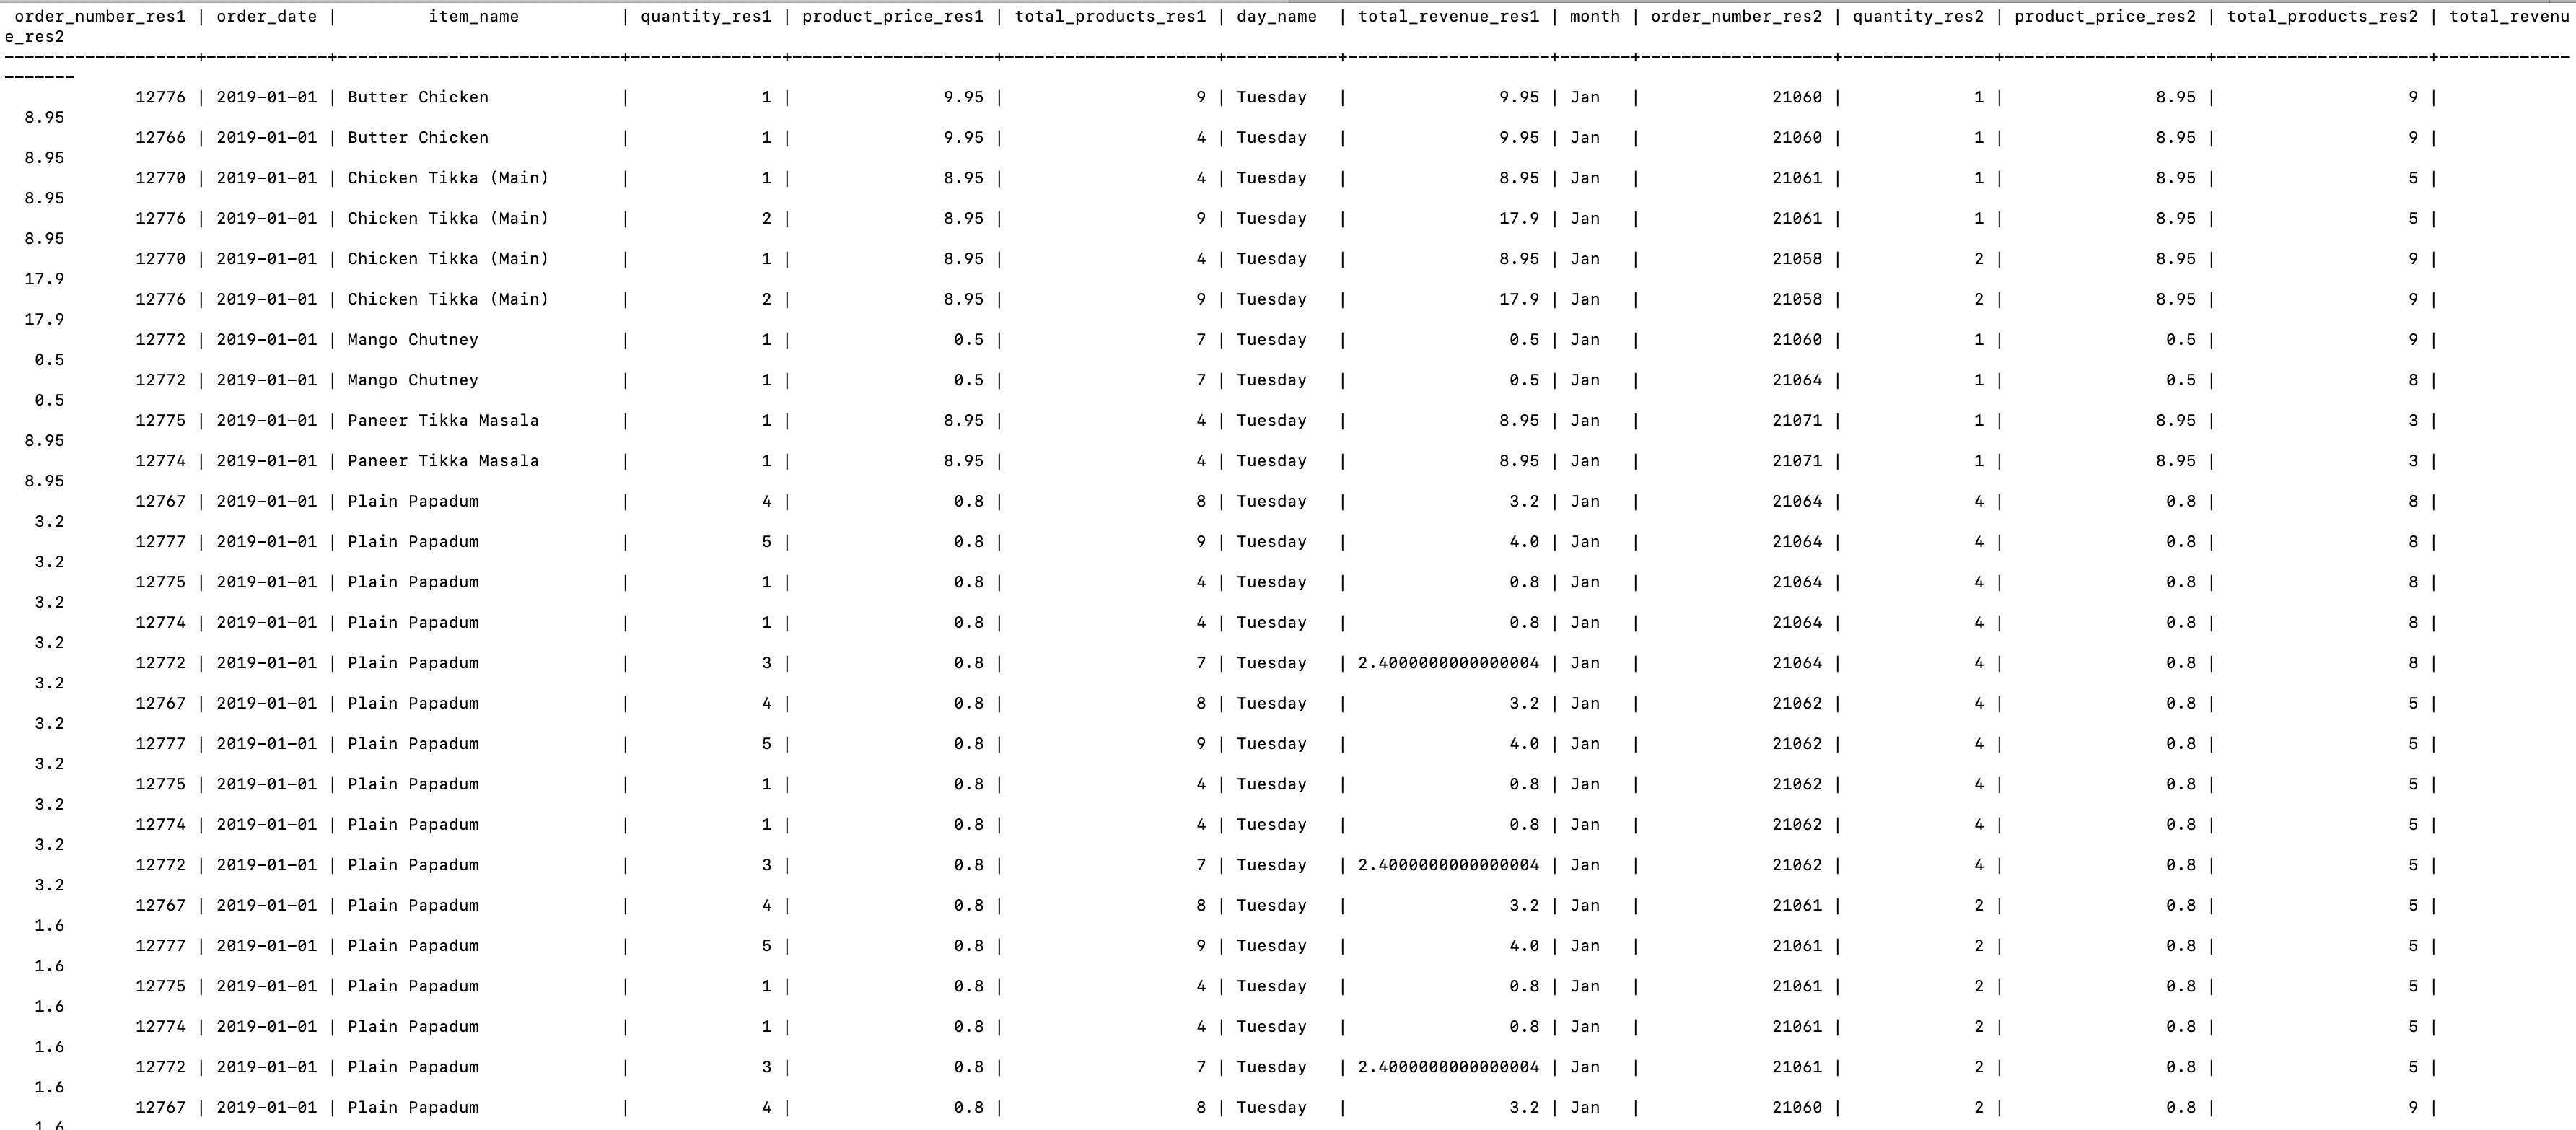 order_number_res1 | order_date | item_name | quantity_res1 | product_price_res1 | total_products_res1 | day_name | total_revenue_res1 | month | order_number_res2 | quantity_res2 | product_price_res2 | total_products_res2 | total_revenu
e_res2
-------------------+------------+----------------------------+---------------+--------------------+---------------------+-----------+--------------------+-------+-------------------+---------------+--------------------+---------------------+-------------
-------
12776 | 2019-01-01 | Butter Chicken | 1 | 9.95 | 9 | Tuesday | 9.95 | Jan | 21060 | 1 | 8.95 | 9 |
8.95
12766 | 2019-01-01 | Butter Chicken | 1 | 9.95 | 4 | Tuesday | 9.95 | Jan | 21060 | 1 | 8.95 | 9 |
8.95
12770 | 2019-01-01 | Chicken Tikka (Main) | 1 | 8.95 | 4 | Tuesday | 8.95 | Jan | 21061 | 1 | 8.95 | 5 |
8.95
12776 | 2019-01-01 | Chicken Tikka (Main) | 2 | 8.95 | 9 | Tuesday | 17.9 | Jan | 21061 | 1 | 8.95 | 5 |
8.95
12770 | 2019-01-01 | Chicken Tikka (Main) | 1 | 8.95 | 4 | Tuesday | 8.95 | Jan | 21058 | 2 | 8.95 | 9 |
17.9
12776 | 2019-01-01 | Chicken Tikka (Main) | 2 | 8.95 | 9 | Tuesday | 17.9 | Jan | 21058 | 2 | 8.95 | 9 |
17.9
12772 | 2019-01-01 | Mango Chutney | 1 | 0.5 | 7 | Tuesday | 0.5 | Jan | 21060 | 1 | 0.5 | 9 |
0.5
12772 | 2019-01-01 | Mango Chutney | 1 | 0.5 | 7 | Tuesday | 0.5 | Jan | 21064 | 1 | 0.5 | 8 |
0.5
12775 | 2019-01-01 | Paneer Tikka Masala | 1 | 8.95 | 4 | Tuesday | 8.95 | Jan | 21071 | 1 | 8.95 | 3 |
8.95
12774 | 2019-01-01 | Paneer Tikka Masala | 1 | 8.95 | 4 | Tuesday | 8.95 | Jan | 21071 | 1 | 8.95 | 3 |
8.95
12767 | 2019-01-01 | Plain Papadum | 4 | 0.8 | 8 | Tuesday | 3.2 | Jan | 21064 | 4 | 0.8 | 8 |
3.2
12777 | 2019-01-01 | Plain Papadum | 5 | 0.8 | 9 | Tuesday | 4.0 | Jan | 21064 | 4 | 0.8 | 8 |
3.2
12775 | 2019-01-01 | Plain Papadum | 1 | 0.8 | 4 | Tuesday | 0.8 | Jan | 21064 | 4 | 0.8 | 8 |
3.2
12774 | 2019-01-01 | Plain Papadum | 1 | 0.8 | 4 | Tuesday | 0.8 | Jan | 21064 | 4 | 0.8 | 8 |
3.2
12772 | 2019-01-01 | Plain Papadum | 3 | 0.8 | 7 | Tuesday | 2.4000000000000004 | Jan | 21064 | 4 | 0.8 | 8 |
3.2
12767 | 2019-01-01 | Plain Papadum | 4 | 0.8 | 8 | Tuesday | 3.2 | Jan | 21062 | 4 | 0.8 | 5 |
3.2
12777 | 2019-01-01 | Plain Papadum | 5 | 0.8 | 9 | Tuesday | 4.0 | Jan | 21062 | 4 | 0.8 | 5 |
3.2
12775 | 2019-01-01 | Plain Papadum | 1 | 0.8 | 4 | Tuesday | 0.8 | Jan | 21062 | 4 | 0.8 | 5 |
3.2
12774 | 2019-01-01 | Plain Papadum | 1 | 0.8 | 4 | Tuesday | 0.8 | Jan | 21062 | 4 | 0.8 | 5 |
3.2
12772 | 2019-01-01 | Plain Papadum | 3 | 0.8 | 7 | Tuesday | 2.4000000000000004 | Jan | 21062 | 4 | 0.8 | 5 |
3.2
12767 | 2019-01-01 | Plain Papadum | 4 | 0.8 | 8 | Tuesday | 3.2 | Jan | 21061 | 2 | 0.8 | 5 |
1.6
12777 | 2019-01-01 | Plain Papadum | 5 | 0.8 | 9 | Tuesday | 4.0 | Jan | 21061 | 2 | 0.8 | 5 |
1.6
12775 | 2019-01-01 | Plain Papadum | 1 | 0.8 | 4 | Tuesday | 0.8 | Jan | 21061 | 2 | 0.8 | 5 |
1.6
12774 | 2019-01-01 | Plain Papadum | 1 | 0.8 | 4 | Tuesday | 0.8 | Jan | 21061 | 2 | 0.8 | 5 |
1.6
12772 | 2019-01-01 | Plain Papadum | 3 | 0.8 | 7 | Tuesday | 2.4000000000000004 | Jan | 21061 | 2 | 0.8 | 5 |
1.6
12767 | 2019-01-01 | Plain Papadum | 4 | 0.8 | 8 | Tuesday | 3.2 | Jan | 21060 | 2 | 0.8 | 9 |
1.6